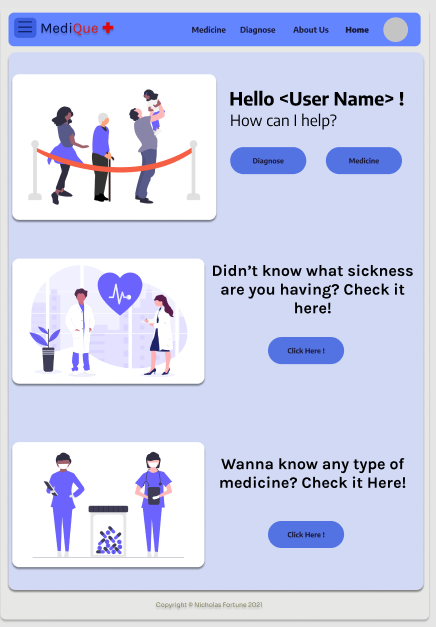 MediQue
Medicine Diagnose About Us Home
Hello <User Name> !
How can I help?
Diagnose Medicine
Didn't know what sickness
are you having? Check it
here!
Click Here !
Wanna know any type of
medicine? Check it Here!
Click Here !
Copyright © Nicholas Fortune 2021